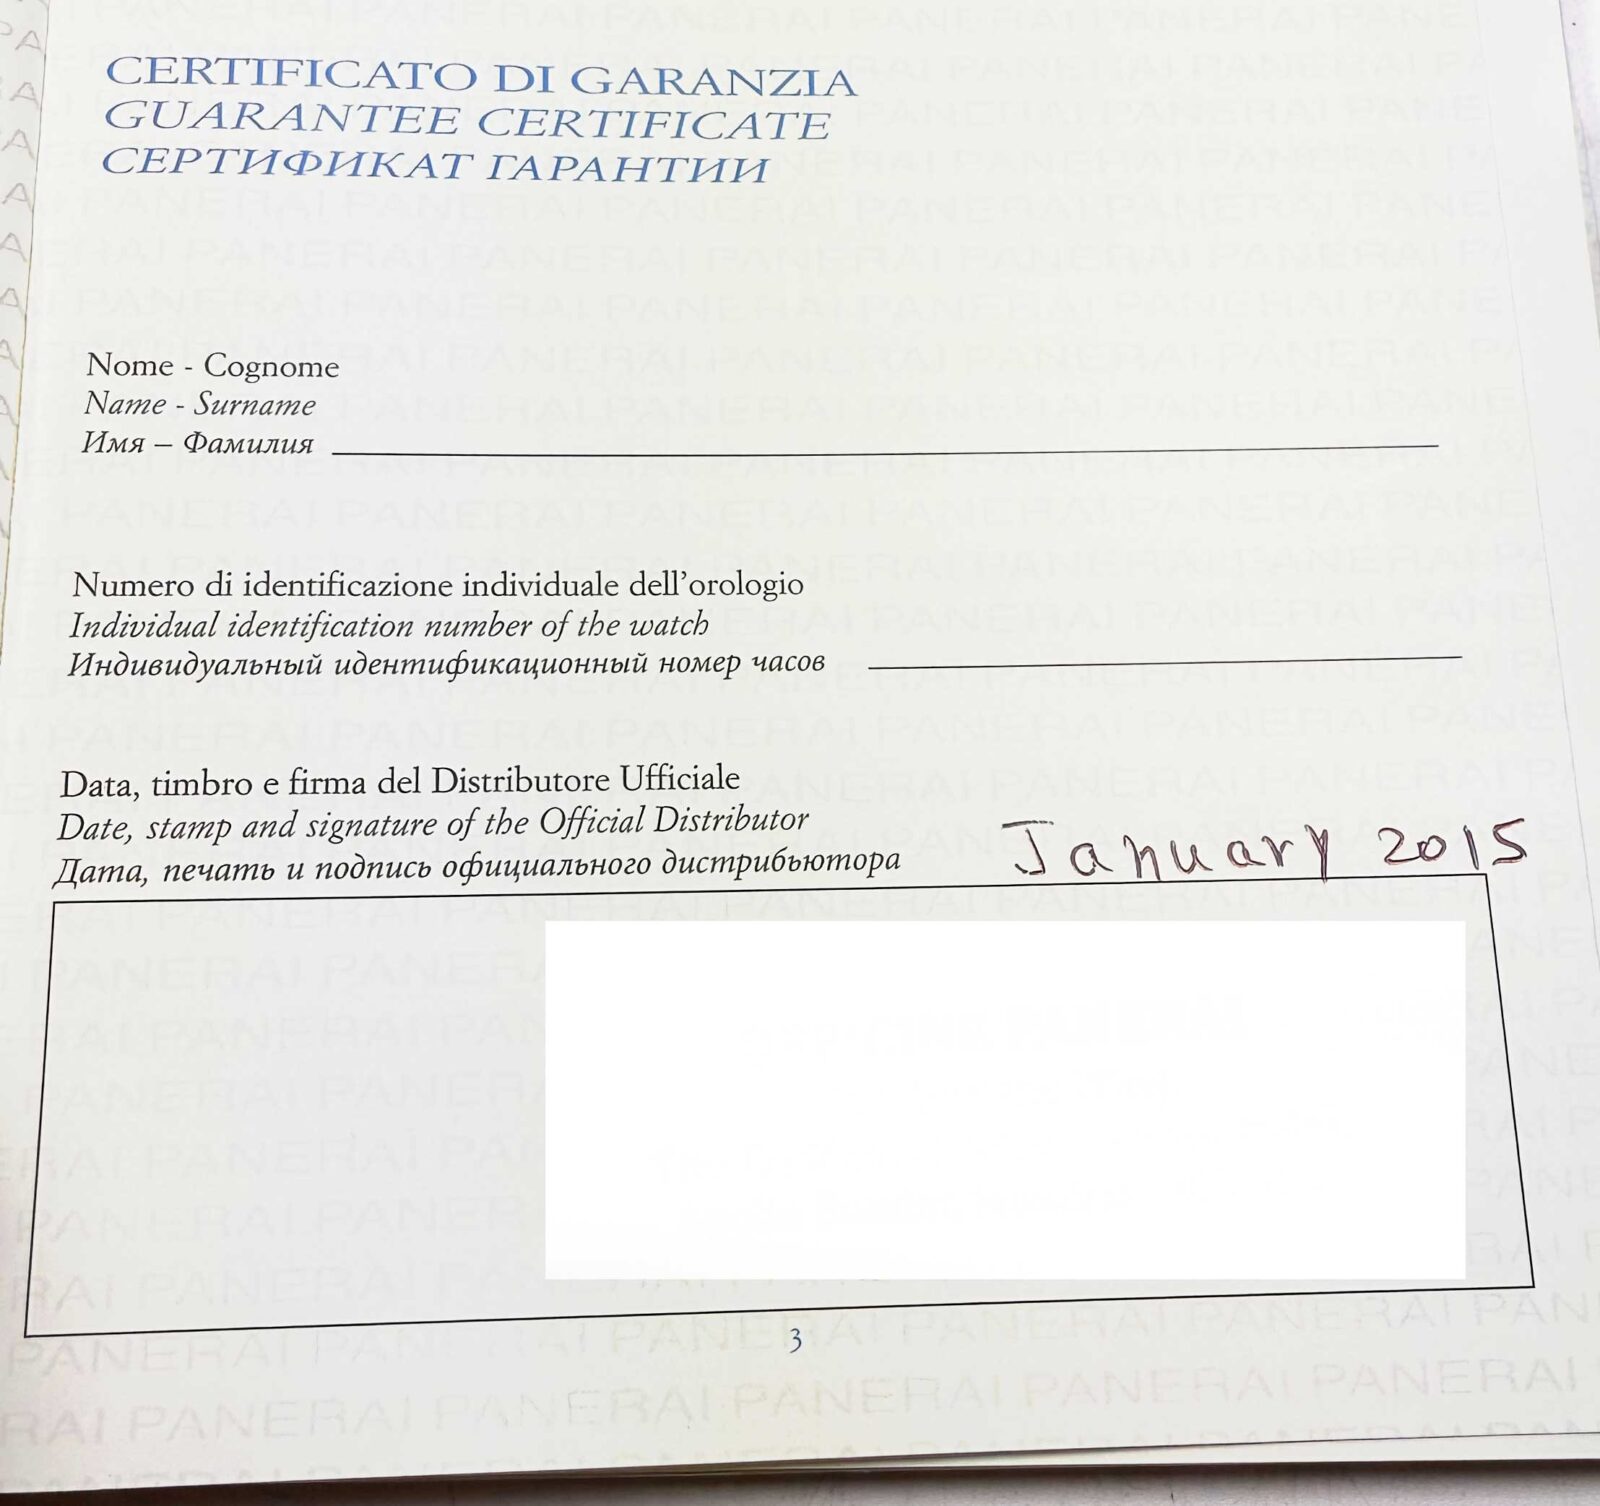 CERTIFICATO DI GARANZIA
GUARANTEE CERTIFICATE
СЕРТИФИКАТ ГАРАНТИИ
Nome - Cognome
Name - Surname
Имя – Фамилия
Numero di identificazione individuale dell'orologio
Individual identification number of the watch
Индивидуальный идентификационный номер часов
Data, timbro e firma del Distributore Ufficiale
Date, stamp and signature of the Official Distributor
Дата, печать и подпись официального дистрибьютора
January 2015
3